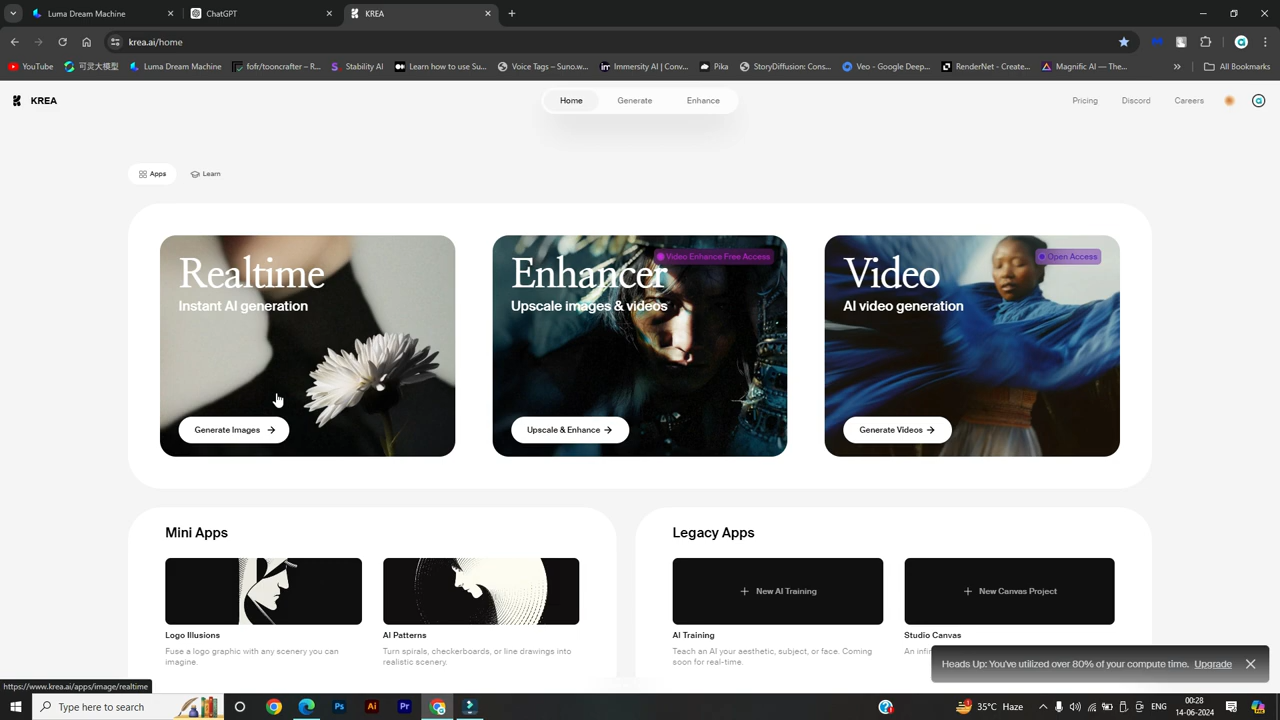 Luma Dream Machine
ChatGPT
KREA
krea.ai/home
YouTube
可灵大模型
Luma Dream Machine
fofr/tooncrafter – R...
Stability AI
Learn how to use Su...
Voice Tags – Suno.w...
Immersity AI | Conv...
Pika
StoryDiffusion: Cons...
Veo - Google Deep...
RenderNet - Create...
Magnific AI — The...
All Bookmarks
KREA
Home
Generate
Enhance
Pricing
Discord
Careers
Apps
Learn
Realtime
Instant AI generation
Generate Images
Enhancer
Video Enhance Free Access
Upscale images & videos
Upscale & Enhance
Video
Open Access
AI video generation
Generate Videos
Mini Apps
Logo Illusions
Fuse a logo graphic with any scenery you can
imagine.
AI Patterns
Turn spirals, checkerboards, or line drawings into
realistic scenery.
Legacy Apps
New AI Training
AI Training
Teach an AI your aesthetic, subject, or face. Coming
soon for real-time.
New Canvas Project
Studio Canvas
An infi
Heads Up: You've utilized over 80% of your compute time. Upgrade
https://www.krea.ai/apps/image/realtime
Type here to search
35°C Haze
ENG
00:28
14-06-2024